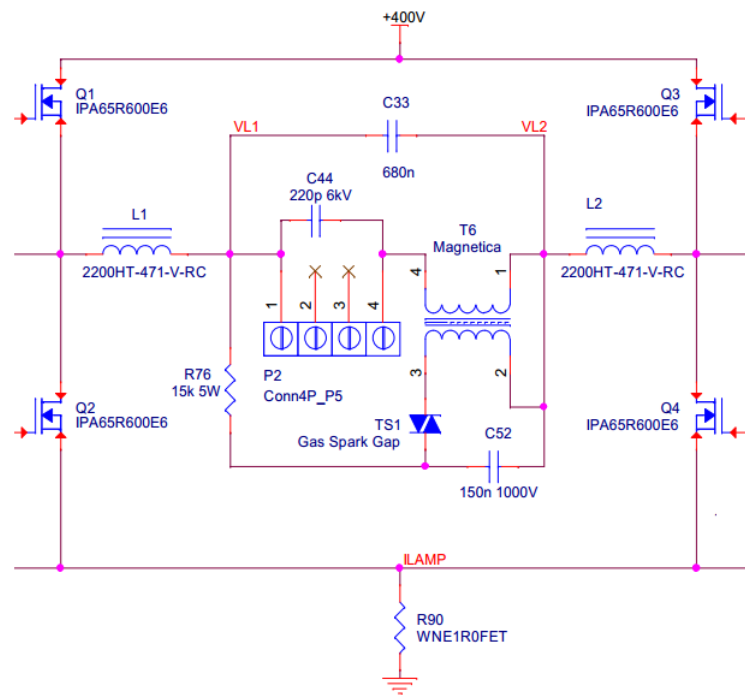 +400V
Q1
IPA65R600E6
Q3
IPA65R600E6
C33
VL1
VL2
680n
C44
220p 6kV
L1
2200HT-471-V-RC
T6
Magnetica
L2
2200HT-471-V-RC
4
1
1
2
3
4
3
2
R76
15k 5W
P2
Conn4P_P5
Q2
IPA65R600E6
TS1
Gas Spark Gap
C52
150n 1000V
Q4
IPA65R600E6
ILAMP
R90
WNE1R0FET